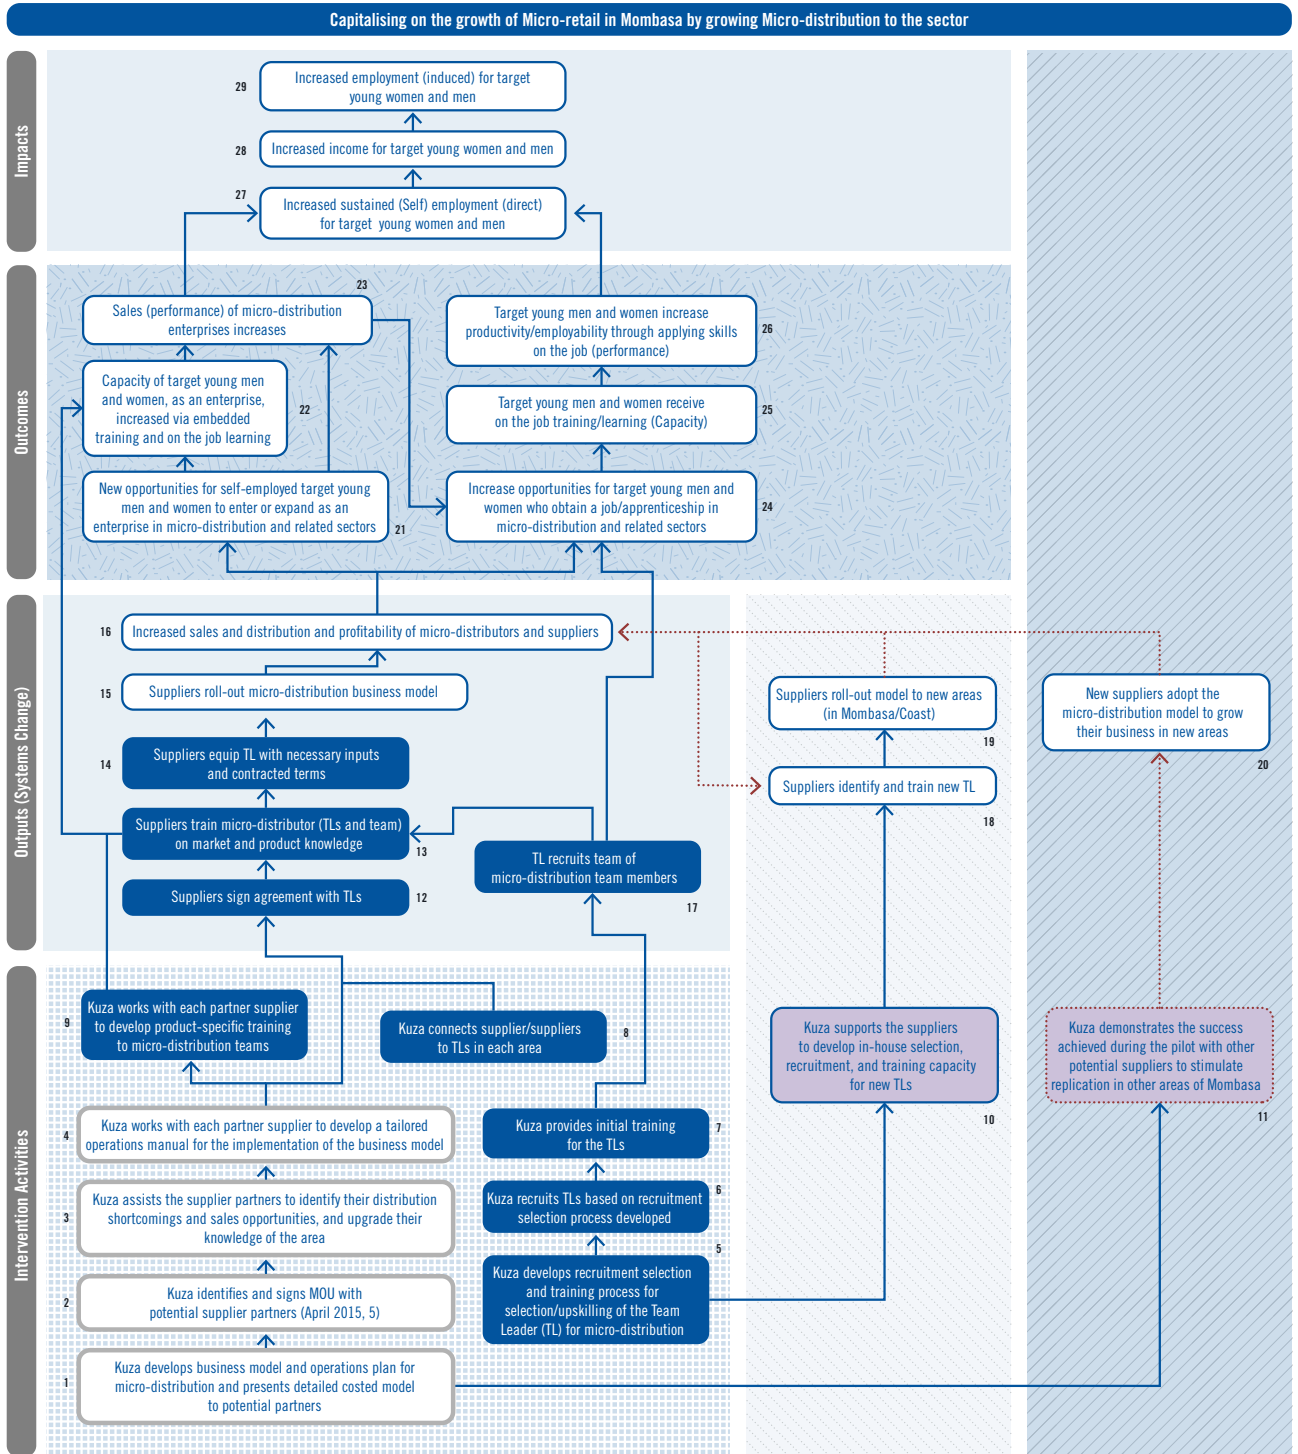 Capitalising on the growth of Micro-retail in Mombasa by growing Micro-distribution to the sector
Impacts
29
Increased employment (induced) for target
young women and men
28
Increased income for target young women and men
27
Increased sustained (Self) employment (direct)
for target young women and men
Outcomes
23
Sales (performance) of micro-distribution
enterprises increases
Target young men and women increase
productivity/employability through applying skills
on the job (performance)
26
Capacity of target young men
and women, as an enterprise,
increased via embedded
training and on the job learning
22
Target young men and women receive
on the job training/learning (Capacity)
25
New opportunities for self-employed target young
men and women to enter or expand as an
enterprise in micro-distribution and related sectors
21
Increase opportunities for target young men and
women who obtain a job/apprenticeship in
micro-distribution and related sectors
24
Outputs (Systems Change)
16
Increased sales and distribution and profitability of micro-distributors and suppliers
15
Suppliers roll-out micro-distribution business model
14
Suppliers equip TL with necessary inputs
and contracted terms
Suppliers train micro-distributor (TLs and team)
on market and product knowledge
13
Suppliers sign agreement with TLs
12
TL recruits team of
micro-distribution team members
17
Suppliers roll-out model to new areas
(in Mombasa/Coast)
19
Suppliers identify and train new TL
18
New suppliers adopt the
micro-distribution model to grow
their business in new areas
20
Intervention Activities
9
Kuza works with each partner supplier
to develop product-specific training
to micro-distribution teams
Kuza connects supplier/suppliers
to TLs in each area
8
Kuza supports the suppliers
to develop in-house selection,
recruitment, and training capacity
for new TLs
10
Kuza demonstrates the success
achieved during the pilot with other
potential suppliers to stimulate
replication in other areas of Mombasa
11
4
Kuza works with each partner supplier to develop a tailored
operations manual for the implementation of the business model
Kuza provides initial training
for the TLs
7
3
Kuza assists the supplier partners to identify their distribution
shortcomings and sales opportunities, and upgrade their
knowledge of the area
Kuza recruits TLs based on recruitment
selection process developed
6
2
Kuza identifies and signs MOU with
potential supplier partners (April 2015, 5)
5
Kuza develops recruitment selection
and training process for
selection/upskilling of the Team
Leader (TL) for micro-distribution
1
Kuza develops business model and operations plan for
micro-distribution and presents detailed costed model
to potential partners